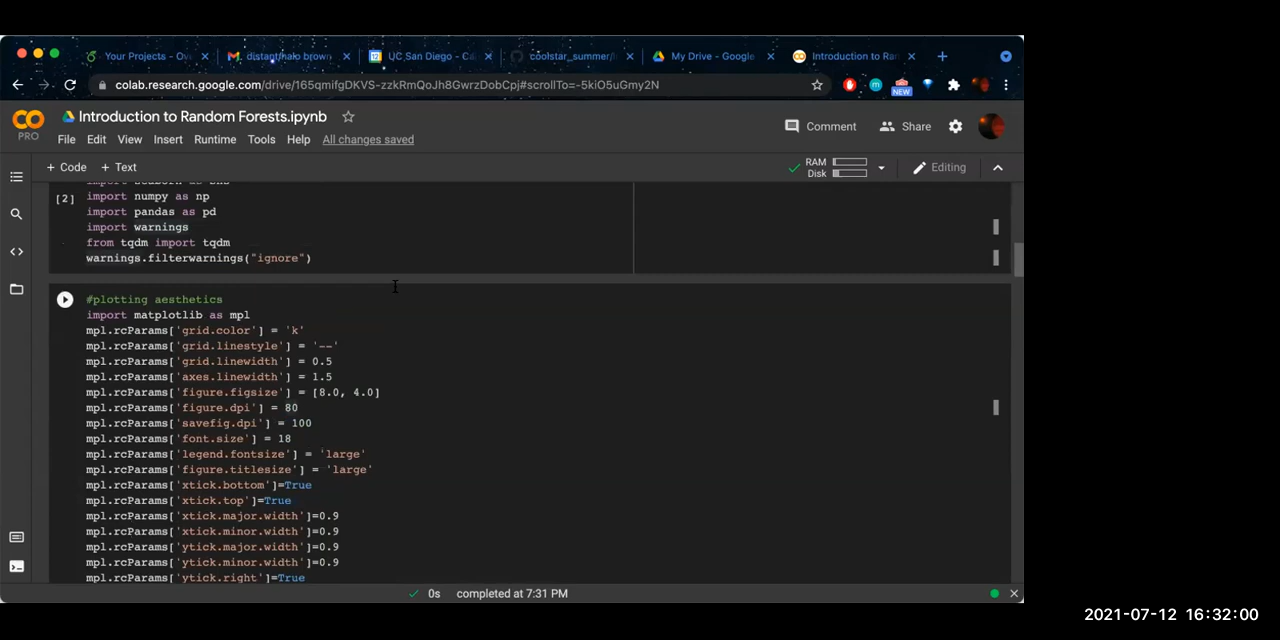 Your Projects - Ove
distanthalo brown
UC San Diego - Ca
coolstar_summer/
My Drive - Google
Introduction to Ran
colab.research.google.com/drive/165qmifgDKVS-zzkRmQoJh8GwrzDobCpj#scrollTo=-5kiO5uGmy2N
NEW
Introduction to Random Forests.ipynb
PRO
File Edit View Insert Runtime Tools Help All changes saved
Comment Share
+ Code + Text
RAM
Disk
Editing
[2]
import numpy as np
import pandas as pd
import warnings
from tqdm import tqdm
warnings.filterwarnings("ignore")
#plotting aesthetics
import matplotlib as mpl
mpl.rcParams['grid.color'] = 'k'
mpl.rcParams['grid.linestyle'] = '--'
mpl.rcParams['grid.linewidth'] = 0.5
mpl.rcParams['axes.linewidth'] = 1.5
mpl.rcParams['figure.figsize'] = [8.0, 4.0]
mpl.rcParams['figure.dpi'] = 80
mpl.rcParams['savefig.dpi'] = 100
mpl.rcParams['font.size'] = 18
mpl.rcParams['legend.fontsize'] = 'large'
mpl.rcParams['figure.titlesize'] = 'large'
mpl.rcParams['xtick.bottom']=True
mpl.rcParams['xtick.top']=True
mpl.rcParams['xtick.major.width']=0.9
mpl.rcParams['xtick.minor.width']=0.9
mpl.rcParams['ytick.major.width']=0.9
mpl.rcParams['ytick.minor.width']=0.9
mpl.rcParams['ytick.right']=True
0s completed at 7:31 PM
2021-07-12 16:32:00